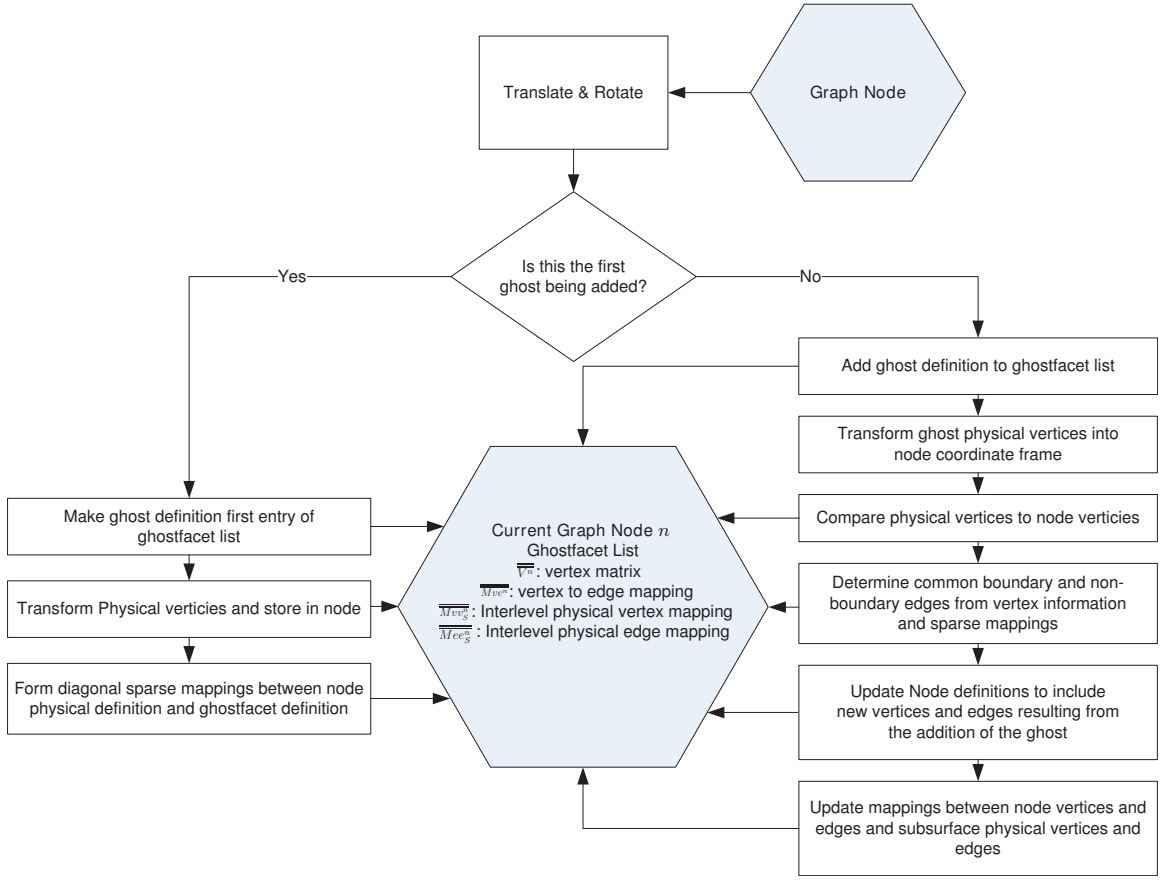 Translate & Rotate
Graph Node
Is this the first
ghost being added?
Yes
No
Add ghost definition to ghostfacet list
Transform ghost physical vertices into
node coordinate frame
Compare physical vertices to node verticies
Determine common boundary and non-
boundary edges from vertex information
and sparse mappings
Update Node definitions to include
new vertices and edges resulting from
the addition of the ghost
Update mappings between node vertices and
edges and subsurface physical vertices and
edges
Make ghost definition first entry of
ghostfacet list
Transform Physical verticies and store in node
Form diagonal sparse mappings between node
physical definition and ghostfacet definition
Current Graph Node n
Ghostfacet List
V^n: vertex matrix
Mve^n: vertex to edge mapping
Mvv_S^n: Interlevel physical vertex mapping
Mee_S^n: Interlevel physical edge mapping